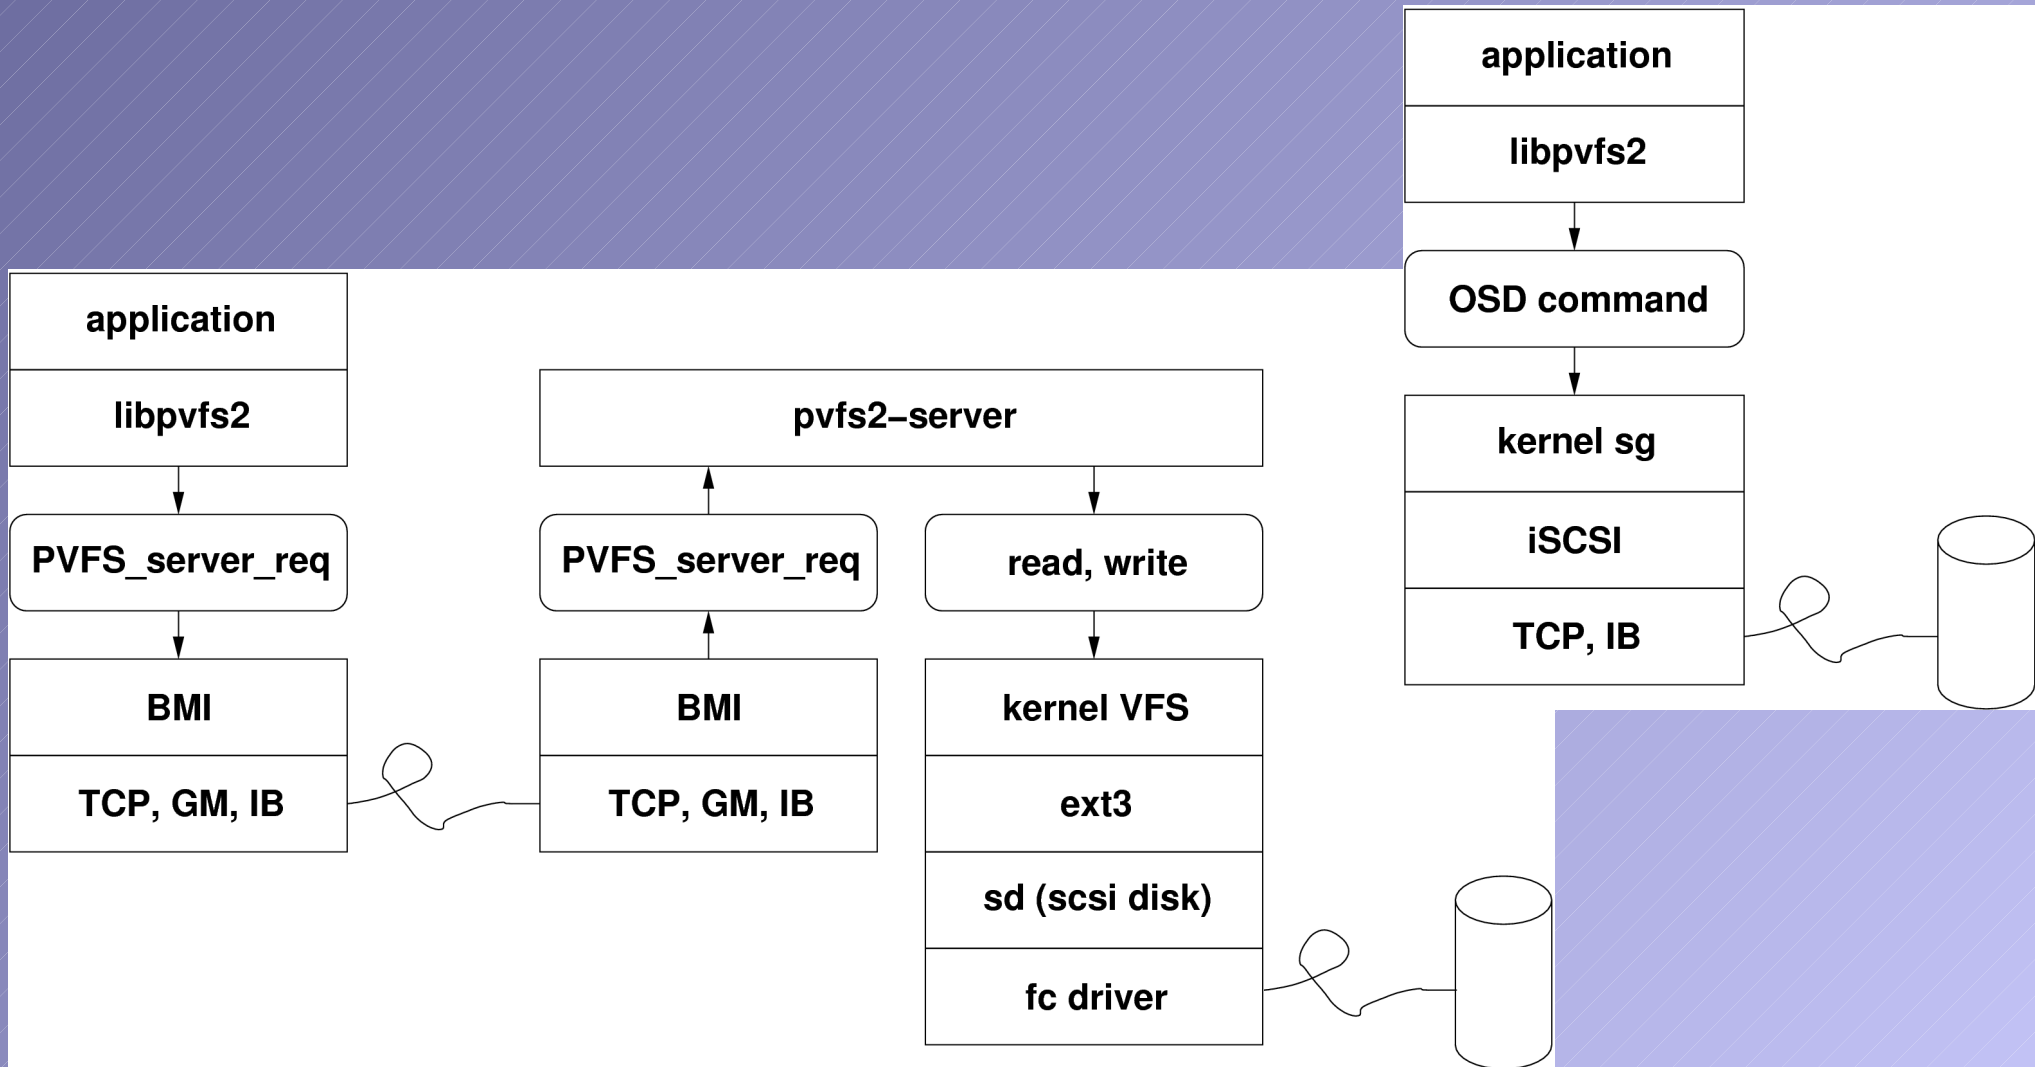 application
libpvfs2
OSD command
kernel sg
iSCSI
TCP, IB
application
libpvfs2
PVFS_server_req
BMI
TCP, GM, IB
pvfs2–server
PVFS_server_req
BMI
TCP, GM, IB
read, write
kernel VFS
ext3
sd (scsi disk)
fc driver